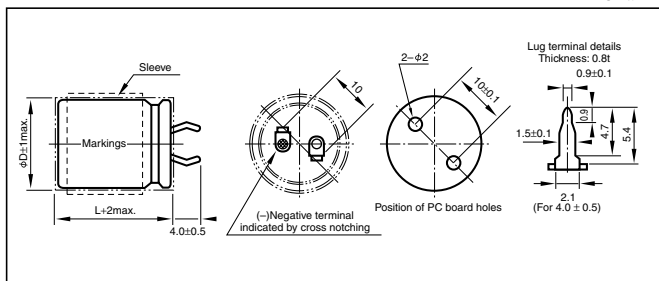 Sleeve
Markings
φD±1max.
L+2max.
4.0±0.5
10
(–)Negative terminal
indicated by cross notching
2–φ2
10±0.1
Position of PC board holes
Lug terminal details
Thickness: 0.8t
0.9±0.1
0.9
4.7
5.4
1.5±0.1
2.1
(For 4.0 ± 0.5)